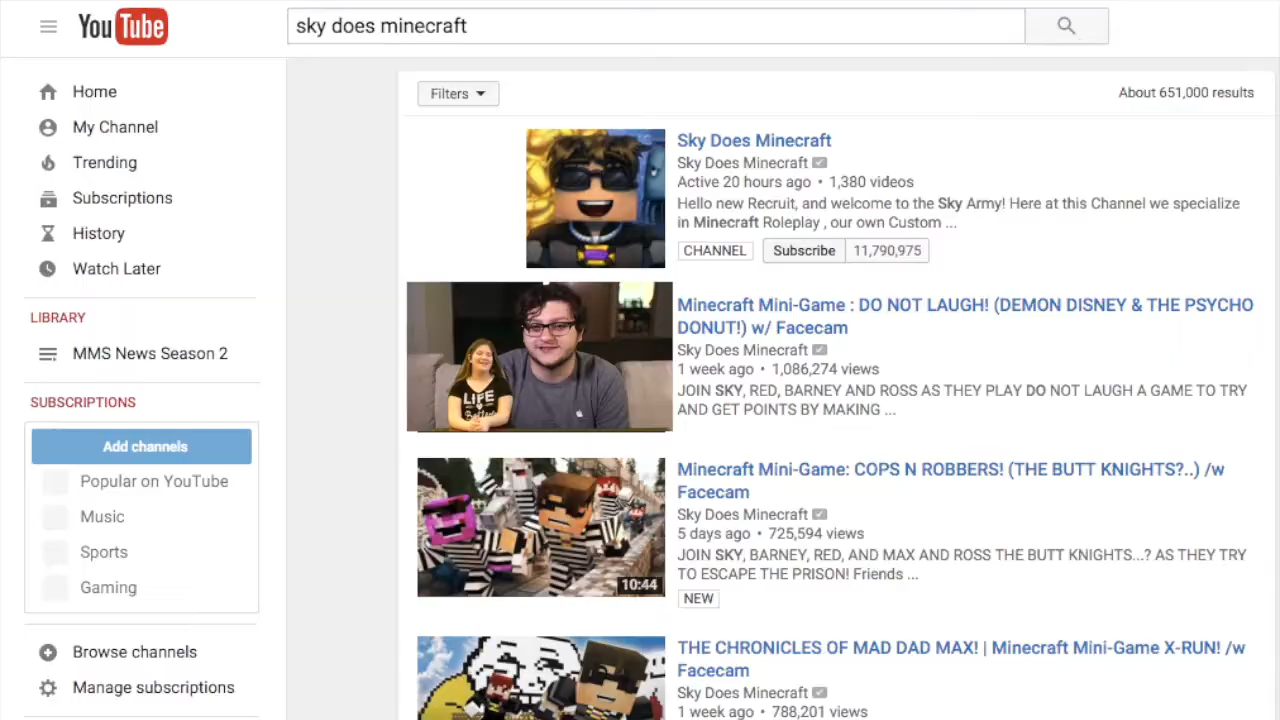 YouTube
sky does minecraft
Home
My Channel
Trending
Subscriptions
History
Watch Later
LIBRARY
MMS News Season 2
SUBSCRIPTIONS
Add channels
Popular on YouTube
Music
Sports
Gaming
Browse channels
Manage subscriptions
Filters
About 651,000 results
Sky Does Minecraft
Sky Does Minecraft
Active 20 hours ago • 1,380 videos
Hello new Recruit, and welcome to the Sky Army! Here at this Channel we specialize
in Minecraft Roleplay , our own Custom ...
CHANNEL Subscribe 11,790,975
LIFE
Better
Minecraft Mini-Game : DO NOT LAUGH! (DEMON DISNEY & THE PSYCHO
DONUT!) w/ Facecam
Sky Does Minecraft
1 week ago • 1,086,274 views
JOIN SKY, RED, BARNEY AND ROSS AS THEY PLAY DO NOT LAUGH A GAME TO TRY
AND GET POINTS BY MAKING ...
10:44
Minecraft Mini-Game: COPS N ROBBERS! (THE BUTT KNIGHTS?..) /w
Facecam
Sky Does Minecraft
5 days ago • 725,594 views
JOIN SKY, BARNEY, RED, AND MAX AND ROSS THE BUTT KNIGHTS...? AS THEY TRY
TO ESCAPE THE PRISON! Friends ...
NEW
THE CHRONICLES OF MAD DAD MAX! | Minecraft Mini-Game X-RUN! /w
Facecam
Sky Does Minecraft
1 week ago • 788,201 views